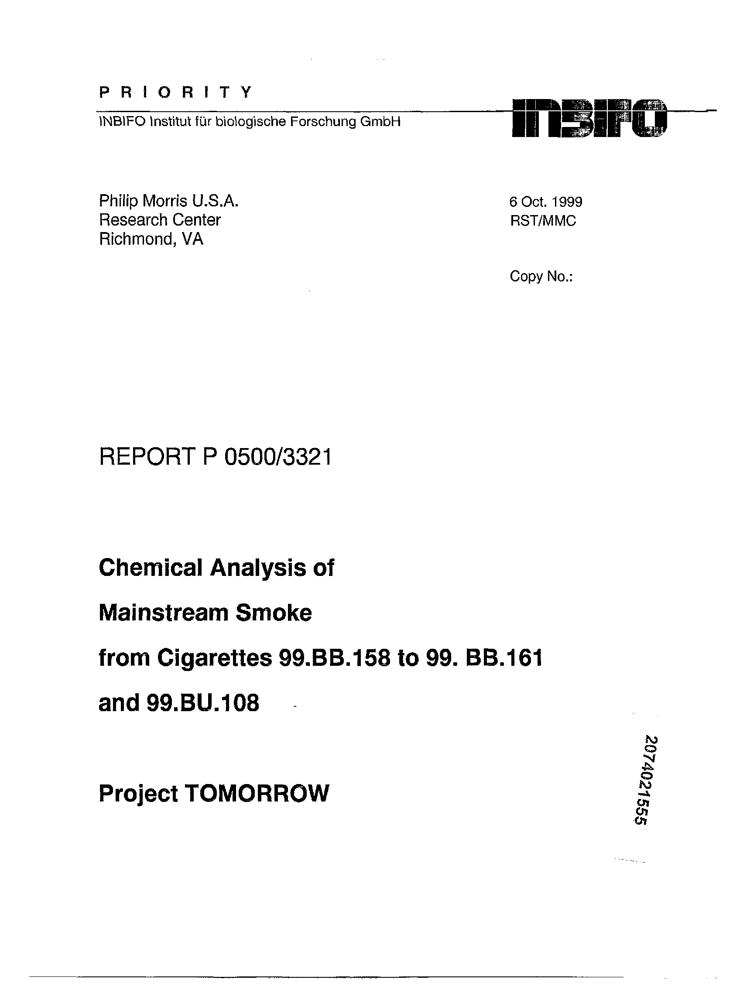 P R I O R I T Y
INBIFO Institut für biologische Forschung GmbH
INBIFO
Philip Morris U.S.A.
Research Center
Richmond, VA
6 Oct. 1999
RST/MMC
Copy No.:
REPORT P 0500/3321
Chemical Analysis of
Mainstream Smoke
from Cigarettes 99.BB.158 to 99. BB.161
and 99.BU.108
Project TOMORROW
2074021555